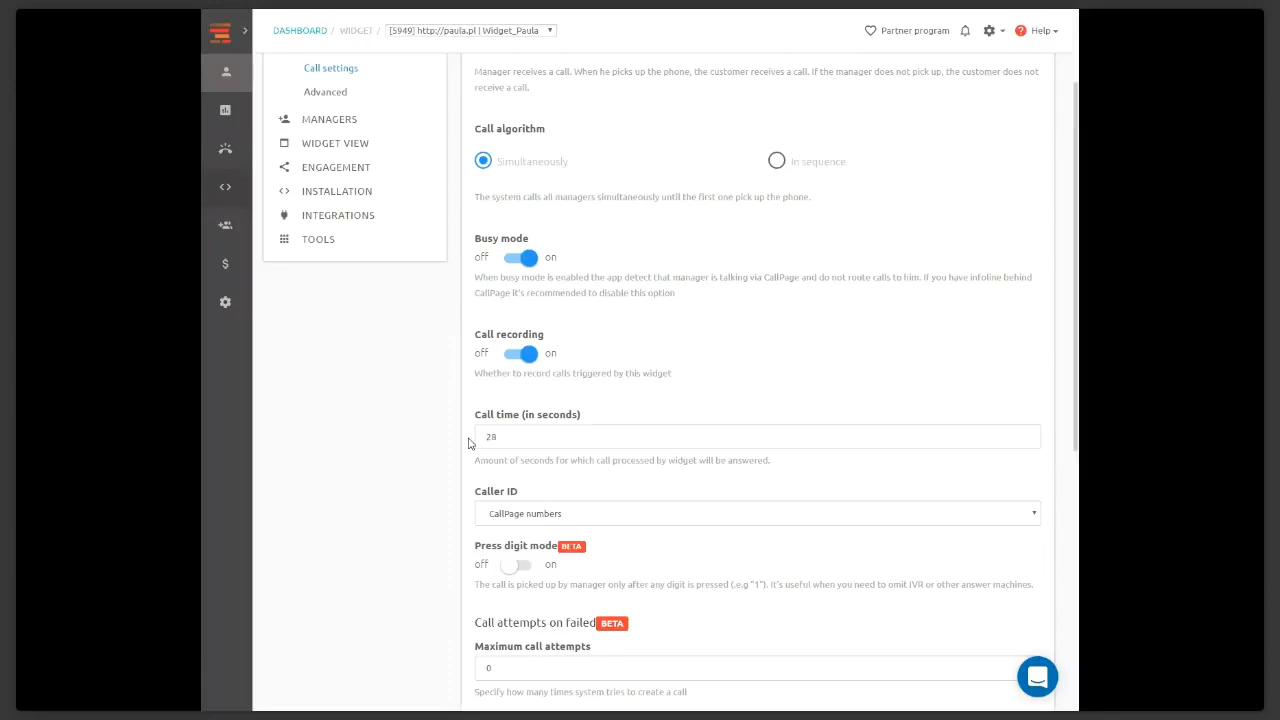 DASHBOARD / WIDGET / [5949] http://paula.pl | Widget_Paula
Partner program
? Help
Call settings
Advanced
MANAGERS
WIDGET VIEW
ENGAGEMENT
INSTALLATION
INTEGRATIONS
TOOLS
Manager receives a call. When he picks up the phone, the customer receives a call. If the manager does not pick up, the customer does not
receive a call.
Call algorithm
Simultaneously
In sequence
The system calls all managers simultaneously until the first one pick up the phone.
Busy mode
off on
When busy mode is enabled the app detect that manager is talking via CallPage and do not route calls to him. If you have infoline behind
CallPage it's recommended to disable this option
Call recording
off on
Whether to record calls triggered by this widget
Call time (in seconds)
28
Amount of seconds for which call processed by widget will be answered.
Caller ID
CallPage numbers
Press digit mode BETA
off on
The call is picked up by manager only after any digit is pressed (.e.g "1"). It's useful when you need to omit IVR or other answer machines.
Call attempts on failed BETA
Maximum call attempts
0
Specify how many times system tries to create a call